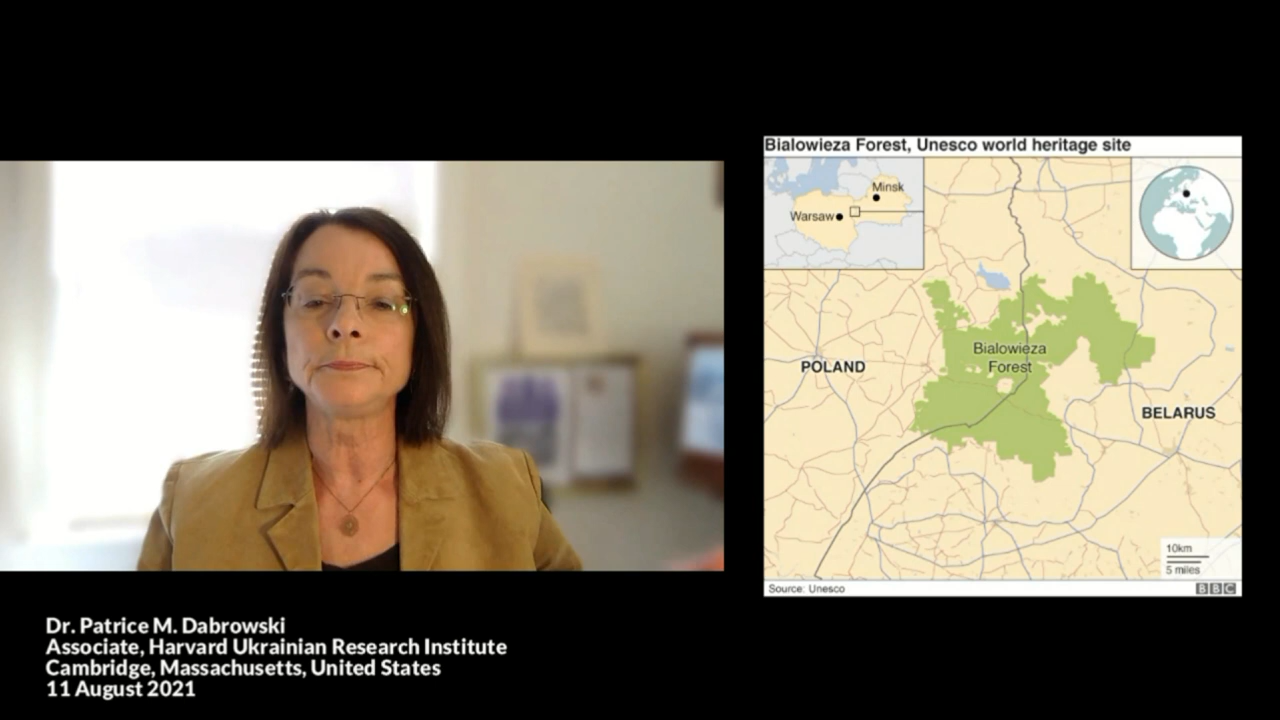 Bialowieza Forest, Unesco world heritage site
Minsk
Warsaw
Bialowieza
Forest
POLAND
BELARUS
10km
5 miles
Source: Unesco
BBC
Dr. Patrice M. Dabrowski
Associate, Harvard Ukrainian Research Institute
Cambridge, Massachusetts, United States
11 August 2021